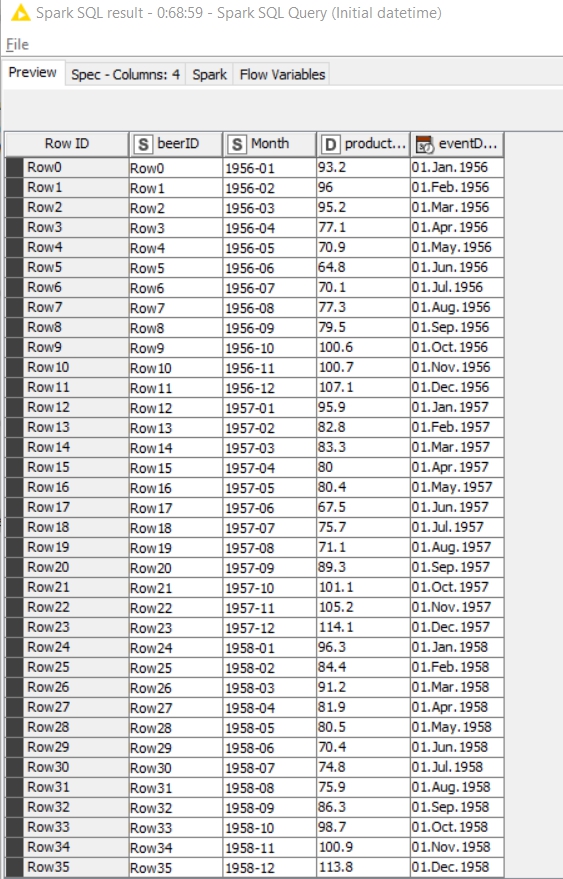 Spark SQL result - 0:68:59 - Spark SQL Query (Initial datetime)
File
Preview Spec - Columns: 4 Spark Flow Variables
Row ID S beerID S Month D product... eventD...
Row0 Row0 1956-01 93.2 01.Jan.1956
Row1 Row1 1956-02 96 01.Feb.1956
Row2 Row2 1956-03 95.2 01.Mar.1956
Row3 Row3 1956-04 77.1 01.Apr.1956
Row4 Row4 1956-05 70.9 01.May.1956
Row5 Row5 1956-06 64.8 01.Jun.1956
Row6 Row6 1956-07 70.1 01.Jul.1956
Row7 Row7 1956-08 77.3 01.Aug.1956
Row8 Row8 1956-09 79.5 01.Sep.1956
Row9 Row9 1956-10 100.6 01.Oct.1956
Row10 Row10 1956-11 100.7 01.Nov.1956
Row11 Row11 1956-12 107.1 01.Dec.1956
Row12 Row12 1957-01 95.9 01.Jan.1957
Row13 Row13 1957-02 82.8 01.Feb.1957
Row14 Row14 1957-03 83.3 01.Mar.1957
Row15 Row15 1957-04 80 01.Apr.1957
Row16 Row16 1957-05 80.4 01.May.1957
Row17 Row17 1957-06 67.5 01.Jun.1957
Row18 Row18 1957-07 75.7 01.Jul.1957
Row19 Row19 1957-08 71.1 01.Aug.1957
Row20 Row20 1957-09 89.3 01.Sep.1957
Row21 Row21 1957-10 101.1 01.Oct.1957
Row22 Row22 1957-11 105.2 01.Nov.1957
Row23 Row23 1957-12 114.1 01.Dec.1957
Row24 Row24 1958-01 96.3 01.Jan.1958
Row25 Row25 1958-02 84.4 01.Feb.1958
Row26 Row26 1958-03 91.2 01.Mar.1958
Row27 Row27 1958-04 81.9 01.Apr.1958
Row28 Row28 1958-05 80.5 01.May.1958
Row29 Row29 1958-06 70.4 01.Jun.1958
Row30 Row30 1958-07 74.8 01.Jul.1958
Row31 Row31 1958-08 75.9 01.Aug.1958
Row32 Row32 1958-09 86.3 01.Sep.1958
Row33 Row33 1958-10 98.7 01.Oct.1958
Row34 Row34 1958-11 100.9 01.Nov.1958
Row35 Row35 1958-12 113.8 01.Dec.1958